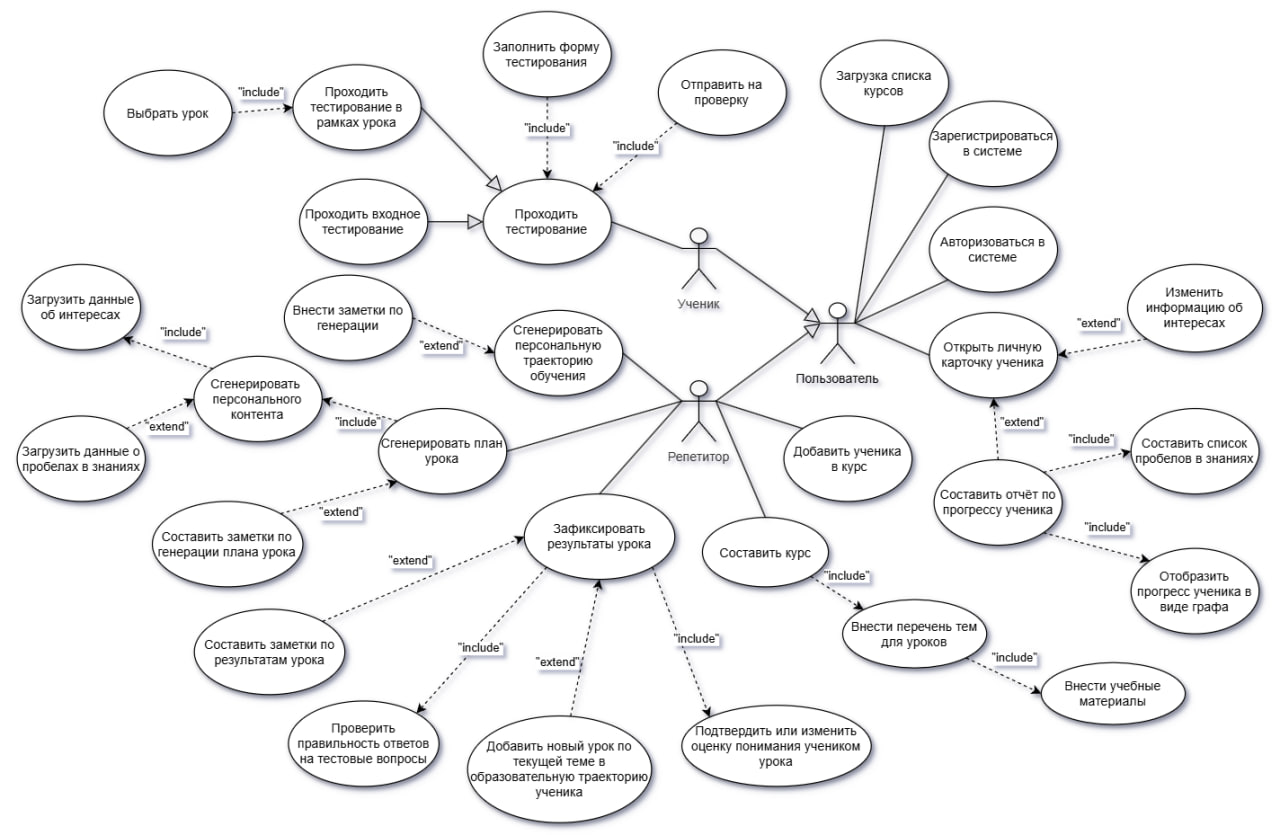 Заполнить форму
тестирования
Загрузка списка
курсов
Проходить
тестирование в
рамках урока
"include"
Выбрать урок
Отправить на
проверку
"include"
"include"
Зарегистрироваться
в системе
Проходить входное
тестирование
Проходить
тестирование
Авторизоваться в
системе
Ученик
Загрузить данные
об интересах
"include"
Внести заметки по
генерации
"extend"
Сгенерировать
персональную
траекторию
обучения
Пользователь
Открыть личную
карточку ученика
"extend"
Изменить
информацию об
интересах
Сгенерировать
персонального
контента
"include"
"extend"
Загрузить данные о
пробелах в знаниях
Сгенерировать план
урока
Репетитор
Добавить ученика
в курс
"extend"
"include"
Составить список
пробелов в знаниях
Составить отчёт по
прогрессу ученика
"include"
Отобразить
прогресс ученика в
виде графа
"extend"
Составить заметки по
генерации плана урока
Зафиксировать
результаты урока
Составить курс
"include"
"extend"
Внести перечень тем
для уроков
"include"
Внести учебные
материалы
Составить заметки по
результатам урока
"include"
"extend"
"include"
Проверить
правильность ответов
на тестовые вопросы
Добавить новый урок по
текущей теме в
образовательную траекторию
ученика
Подтвердить или изменить
оценку понимания учеником
урока